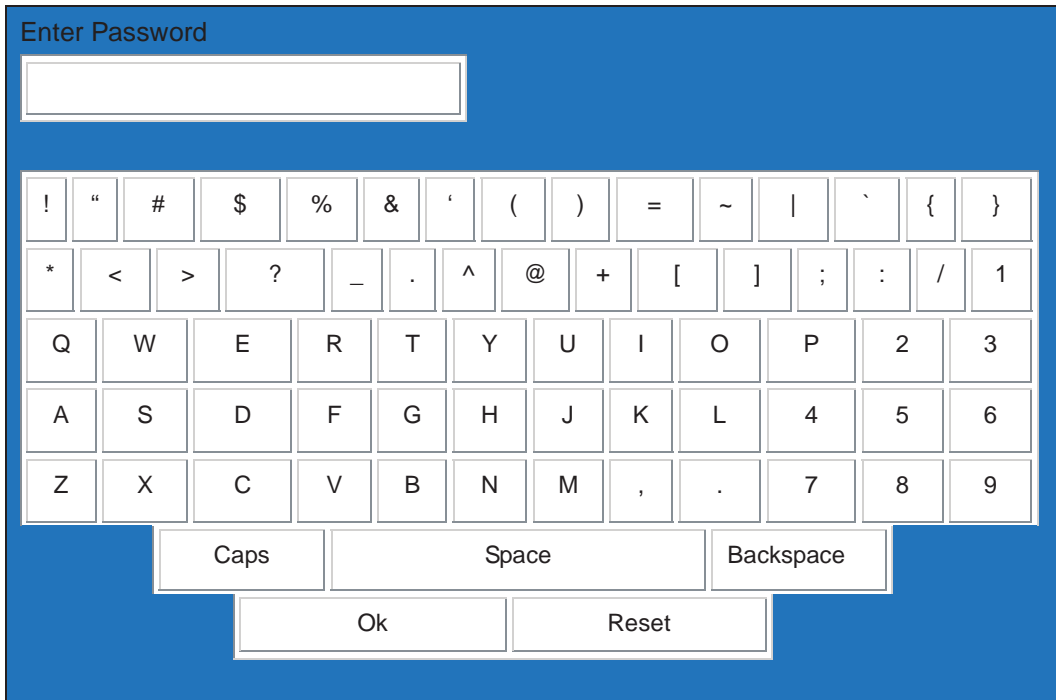 Enter Password
! “ # $ % & ‘ ( ) = ~ | ` { }
* < > ? _ . ^ @ + [ ] ; : / 1
Q W E R T Y U I O P 2 3
A S D F G H J K L 4 5 6
Z X C V B N M , . 7 8 9
Caps Space Backspace
Ok Reset